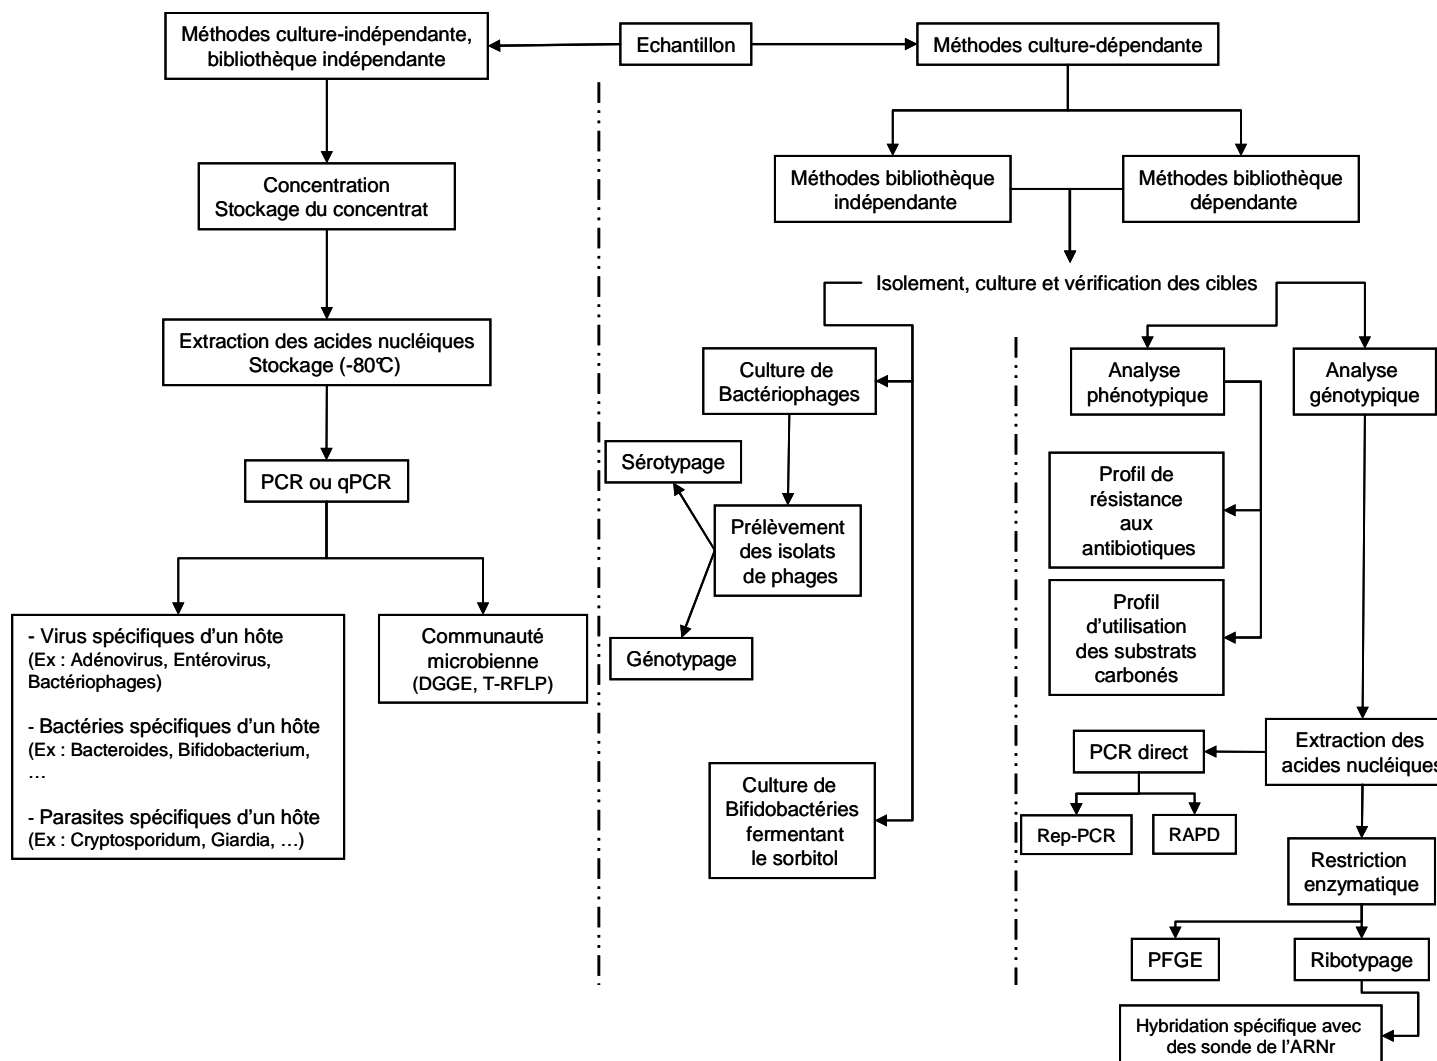 Méthodes culture-indépendante,
bibliothèque indépendante
Echantillon
Méthodes culture-dépendante
Concentration
Stockage du concentrat
Méthodes bibliothèque
indépendante
Méthodes bibliothèque
dépendante
Isolement, culture et vérification des cibles
Extraction des acides nucléiques
Stockage (-80°C)
Culture de
Bactériophages
Analyse
phénotypique
Analyse
génotypique
PCR ou qPCR
Sérotypage
Prélèvement
des isolats
de phages
Génotypage
Profil de
résistance
aux
antibiotiques
Profil
d'utilisation
des substrats
carbonés
- Virus spécifiques d'un hôte
(Ex : Adénovirus, Entérovirus,
Bactériophages)
- Bactéries spécifiques d'un hôte
(Ex : Bacteroides, Bifidobacterium,
…
- Parasites spécifiques d'un hôte
(Ex : Cryptosporidum, Giardia, …)
Communauté
microbienne
(DGGE, T-RFLP)
Culture de
Bifidobactéries
fermentant
le sorbitol
PCR direct
Extraction des
acides nucléiques
Rep-PCR
RAPD
Restriction
enzymatique
PFGE
Ribotypage
Hybridation spécifique avec
des sonde de l'ARNr